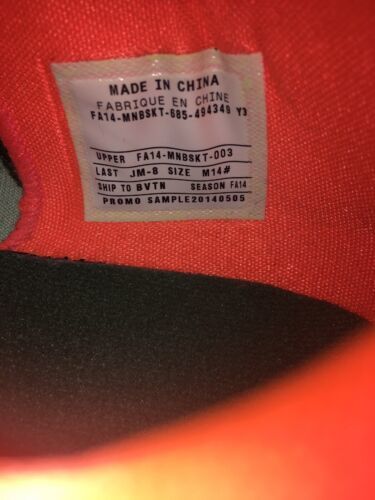 MADE IN CHINA
FABRIQUE EN CHINE
FA14-MNBSKT-685-494349 Y3
UPPER FA14-MNBSKT-003
LAST JM-8 SIZE M14#
SHIP TO BVTN SEASON FA14
PROMO SAMPLE20140505